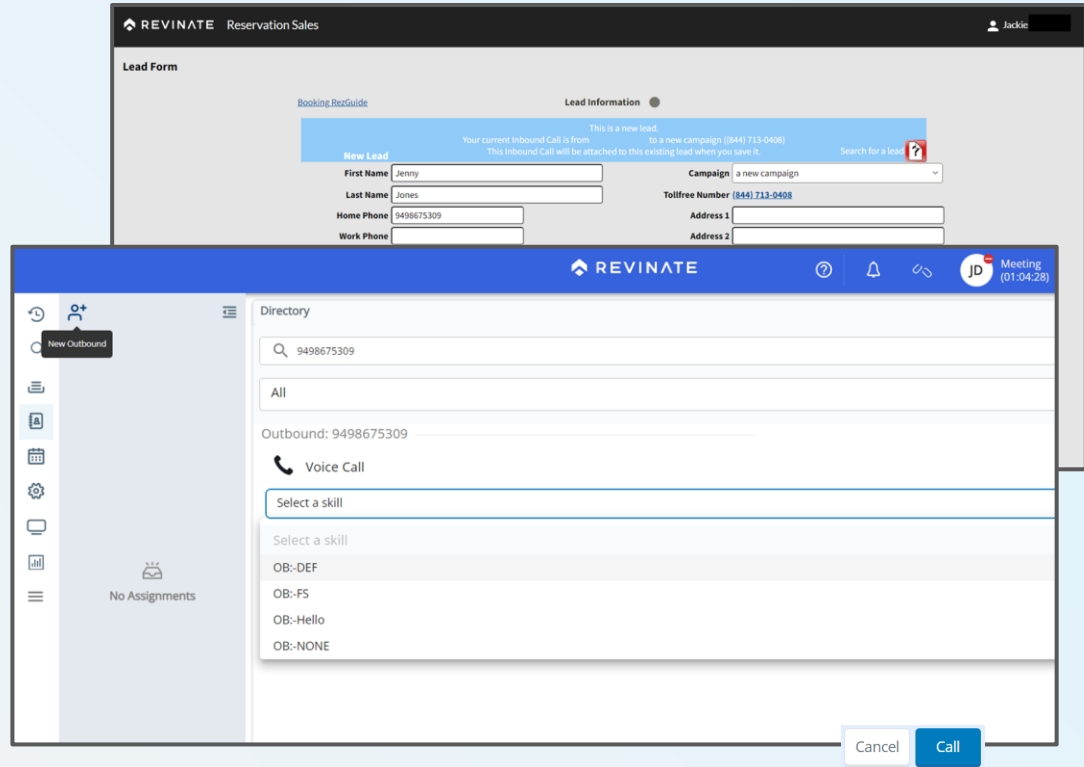 REVINATE Reservation Sales
Jackie
Lead Form
Booking RezGuide
Lead Information
This is a new lead.
Your current Inbound Call is from to a new campaign ((844) 713-0408)
This Inbound Call will be attached to this existing lead when you save it.
New Lead
Search for a lead ?
First Name Jenny
Campaign a new campaign
Last Name Jones
Tollfree Number (844) 713-0408
Home Phone 9498675309
Address 1
Work Phone
Address 2
REVINATE
JD
Meeting
(01:04:28)
New Outbound
Directory
9498675309
All
Outbound: 9498675309
Voice Call
Select a skill
Select a skill
OB:-DEF
OB:-FS
OB:-Hello
OB:-NONE
No Assignments
Cancel
Call